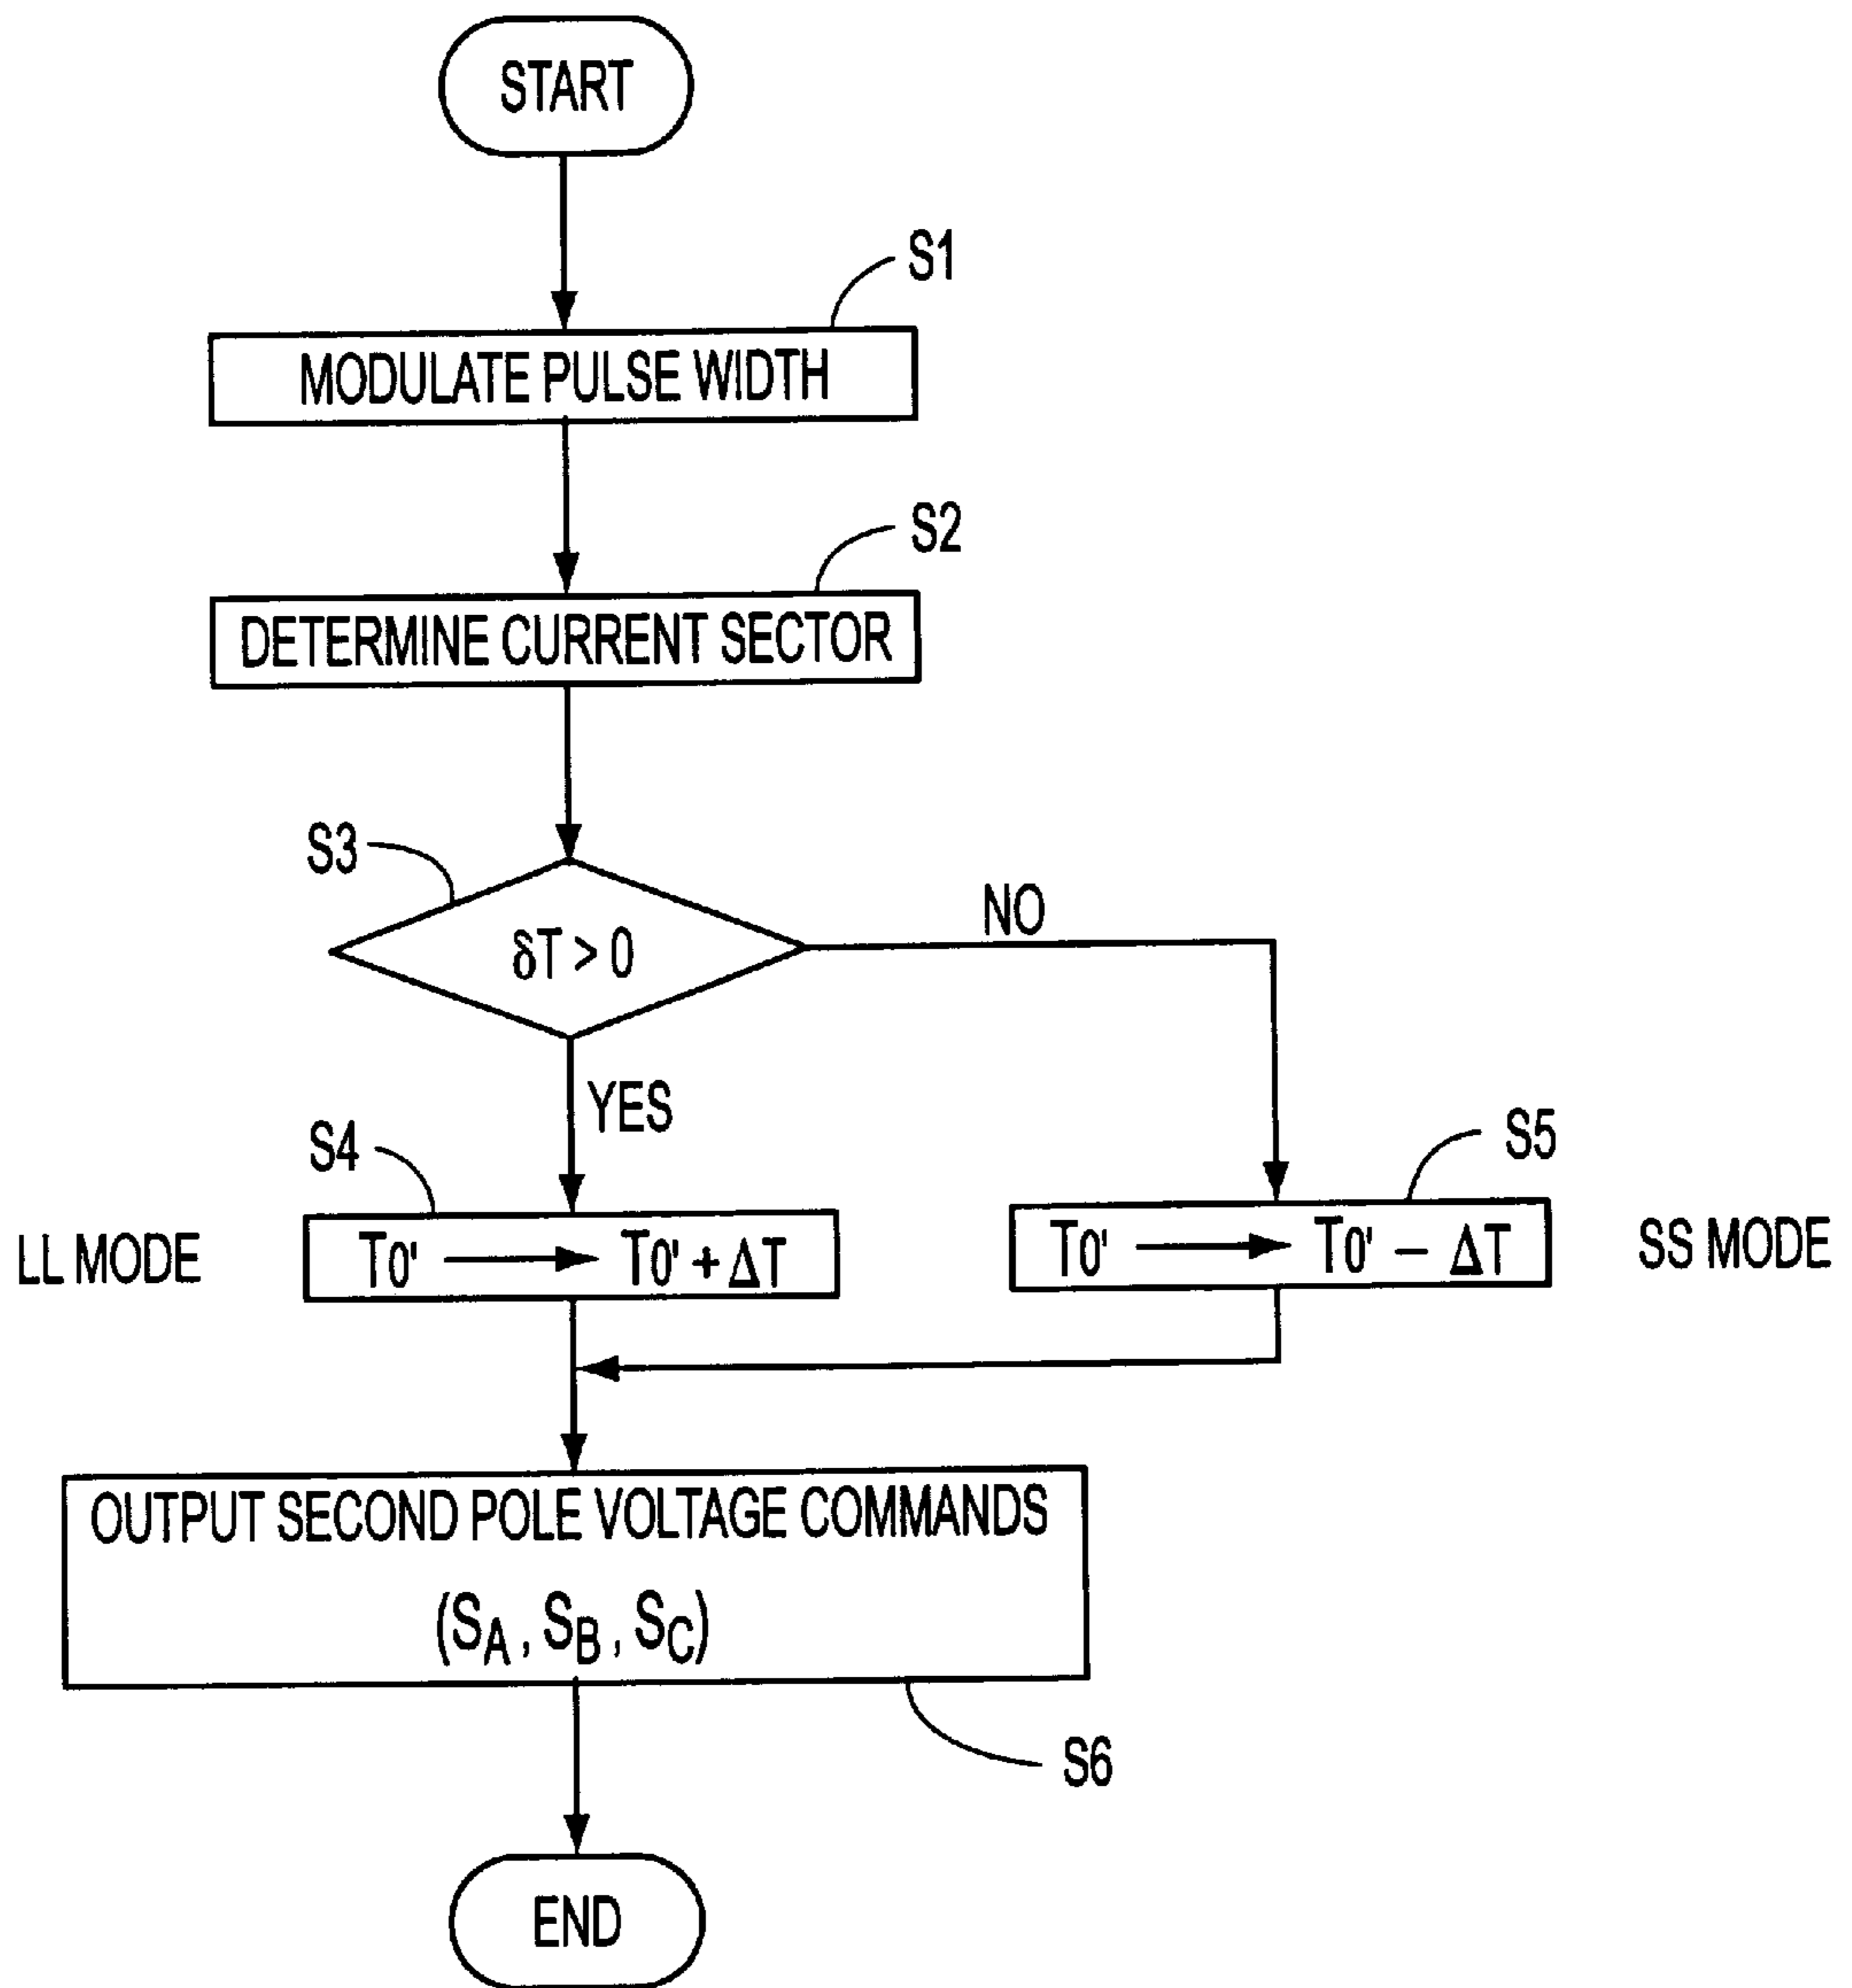 START
S1
MODULATE PULSE WIDTH
S2
DETERMINE CURRENT SECTOR
S3
δT > 0
NO
YES
S4
S5
LL MODE
T0' → T0' + ΔT
T0' → T0' − ΔT
SS MODE
OUTPUT SECOND POLE VOLTAGE COMMANDS
(SA, SB, SC)
S6
END